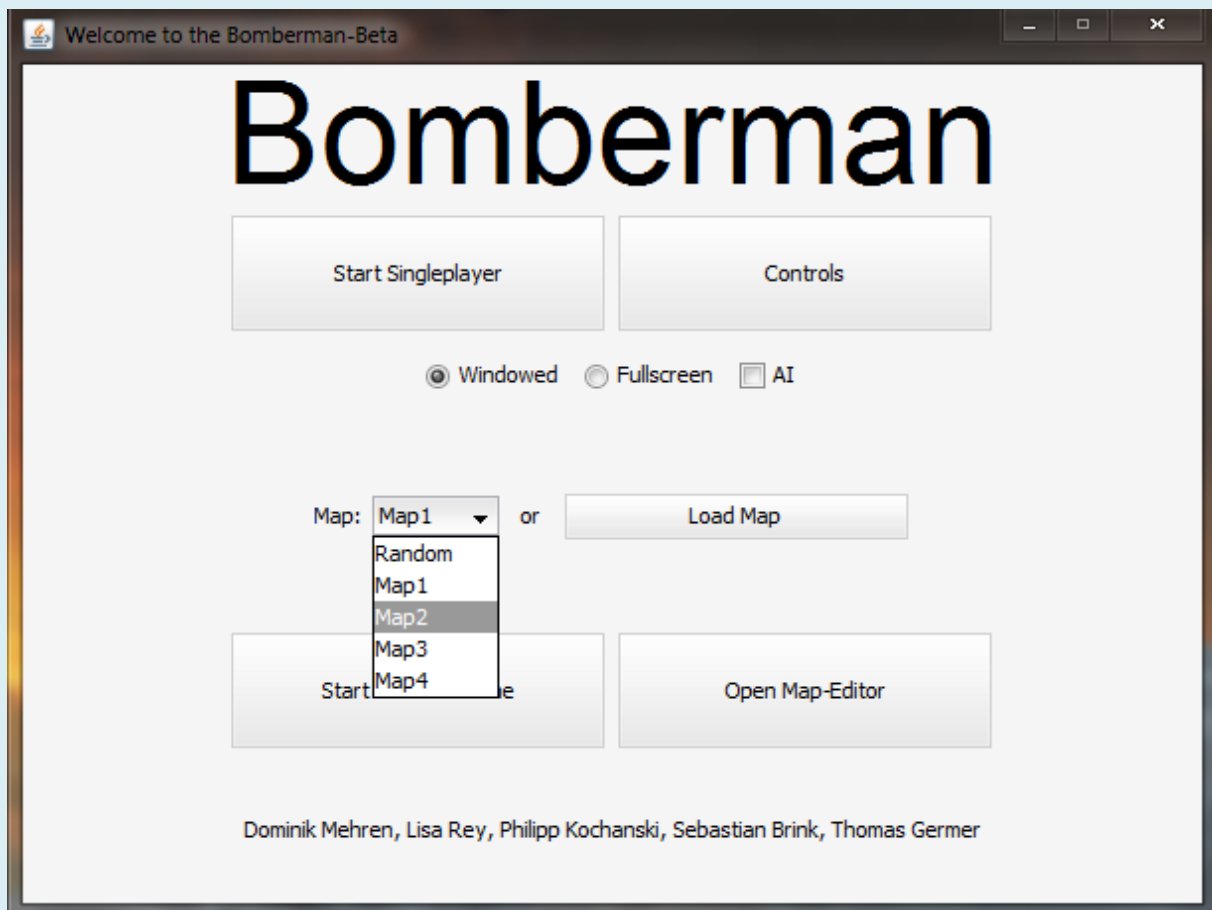 Welcome to the Bomberman-Beta
Bomberman
Start Singleplayer
Controls
Windowed Fullscreen AI
Map: Map1 or Load Map
Random
Map1
Map2
Map3
Map4
Start
Open Map-Editor
Dominik Mehren, Lisa Rey, Philipp Kochanski, Sebastian Brink, Thomas Germer